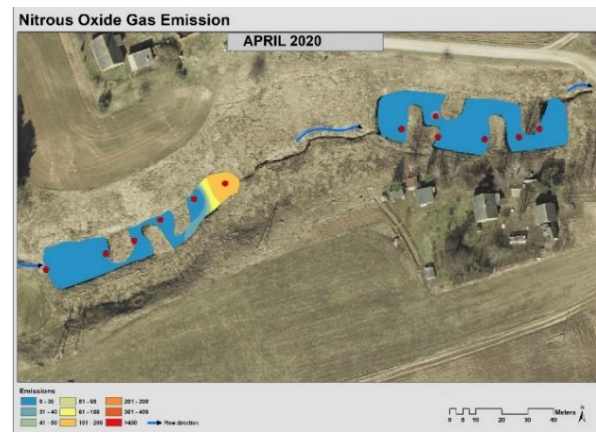 Nitrous Oxide Gas Emission
APRIL 2020
Emissions
0 - 30
31 - 40
41 - 50
51 - 60
61 - 100
101 - 200
201 - 300
301 - 400
>400
Flow direction
0 5 10 20 30 40
Meters
N